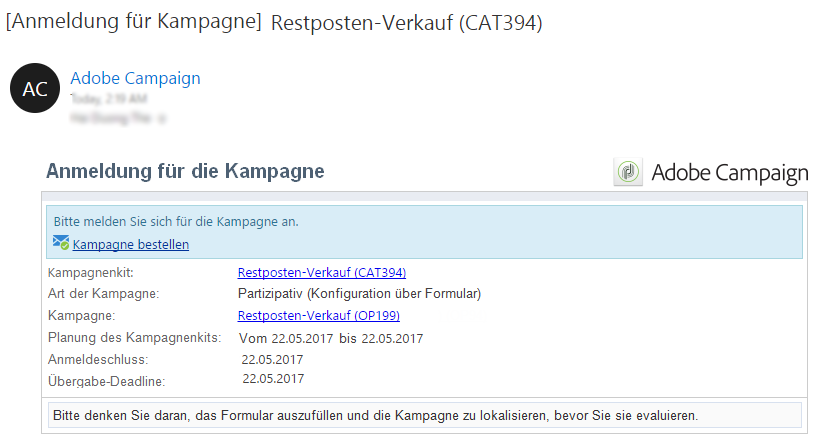 [Anmeldung für Kampagne] Restposten-Verkauf (CAT394)
AC
Adobe Campaign
Today, 2:19 AM
Anmeldung für die Kampagne
Adobe Campaign
Bitte melden Sie sich für die Kampagne an.
Kampagne bestellen
Kampagnenkit: Restposten-Verkauf (CAT394)
Art der Kampagne: Partizipativ (Konfiguration über Formular)
Kampagne: Restposten-Verkauf (OP199)
Planung des Kampagnenkits: Vom 22.05.2017 bis 22.05.2017
Anmeldeschluss: 22.05.2017
Übergabe-Deadline: 22.05.2017
Bitte denken Sie daran, das Formular auszufüllen und die Kampagne zu lokalisieren, bevor Sie sie evaluieren.